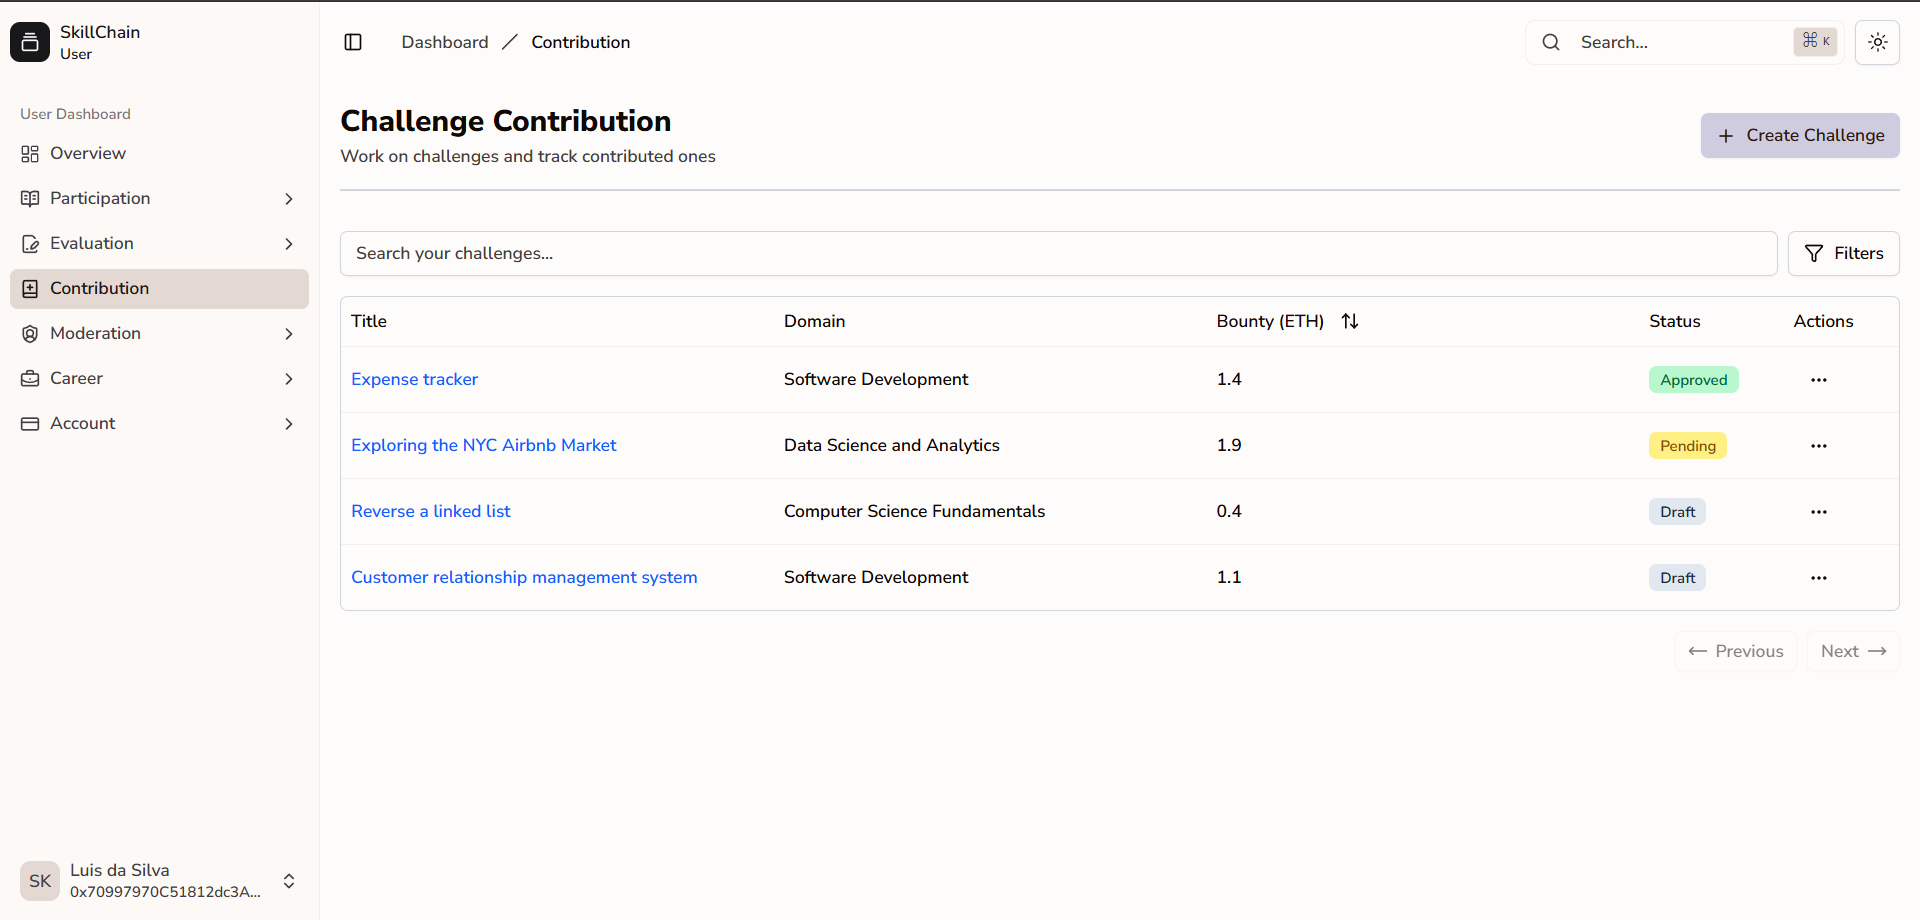 SkillChain
User
User Dashboard
Overview
Participation
Evaluation
Contribution
Moderation
Career
Account
SK
Luis da Silva
0x70997970C51812dc3A...
Dashboard / Contribution
Search... ⌘ K
Challenge Contribution
Work on challenges and track contributed ones
+ Create Challenge
Search your challenges...
Filters
Title Domain Bounty (ETH) Status Actions
Expense tracker Software Development 1.4 Approved ...
Exploring the NYC Airbnb Market Data Science and Analytics 1.9 Pending ...
Reverse a linked list Computer Science Fundamentals 0.4 Draft ...
Customer relationship management system Software Development 1.1 Draft ...
← Previous Next →